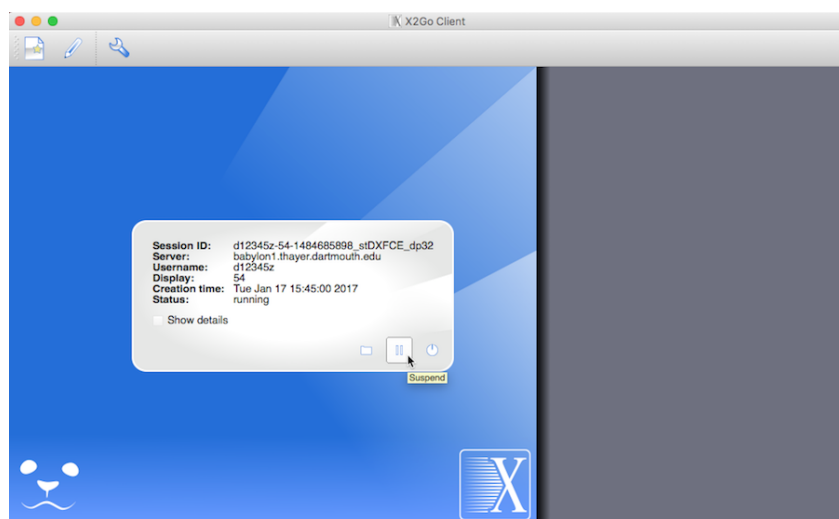 X2Go Client
Session ID: d12345z-54-1484685898_stDXFCE_dp32
Server: babylon1.thayer.dartmouth.edu
Username: d12345z
Display: 54
Creation time: Tue Jan 17 15:45:00 2017
Status: running
Show details
Suspend
X